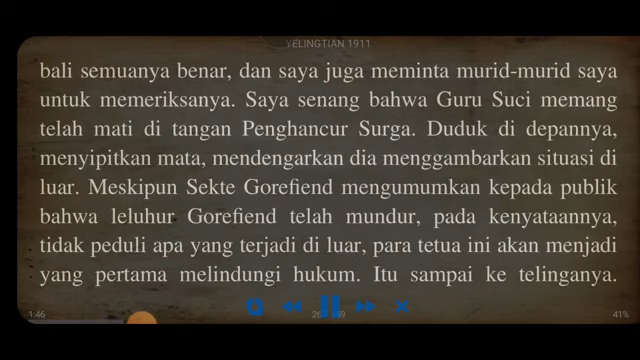 YELINGTIAN 1911
bali semuanya benar, dan saya juga meminta murid-murid saya
untuk memeriksanya. Saya senang bahwa Guru Suci memang
telah mati di tangan Penghancur Surga. Duduk di depannya,
menyipitkan mata, mendengarkan dia menggambarkan situasi di
luar. Meskipun Sekte Gorefiend mengumumkan kepada publik
bahwa leluhur Gorefiend telah mundur, pada kenyataannya,
tidak peduli apa yang terjadi di luar, para tetua ini akan menjadi
yang pertama melindungi hukum. Itu sampai ke telinganya.
1:46
41%